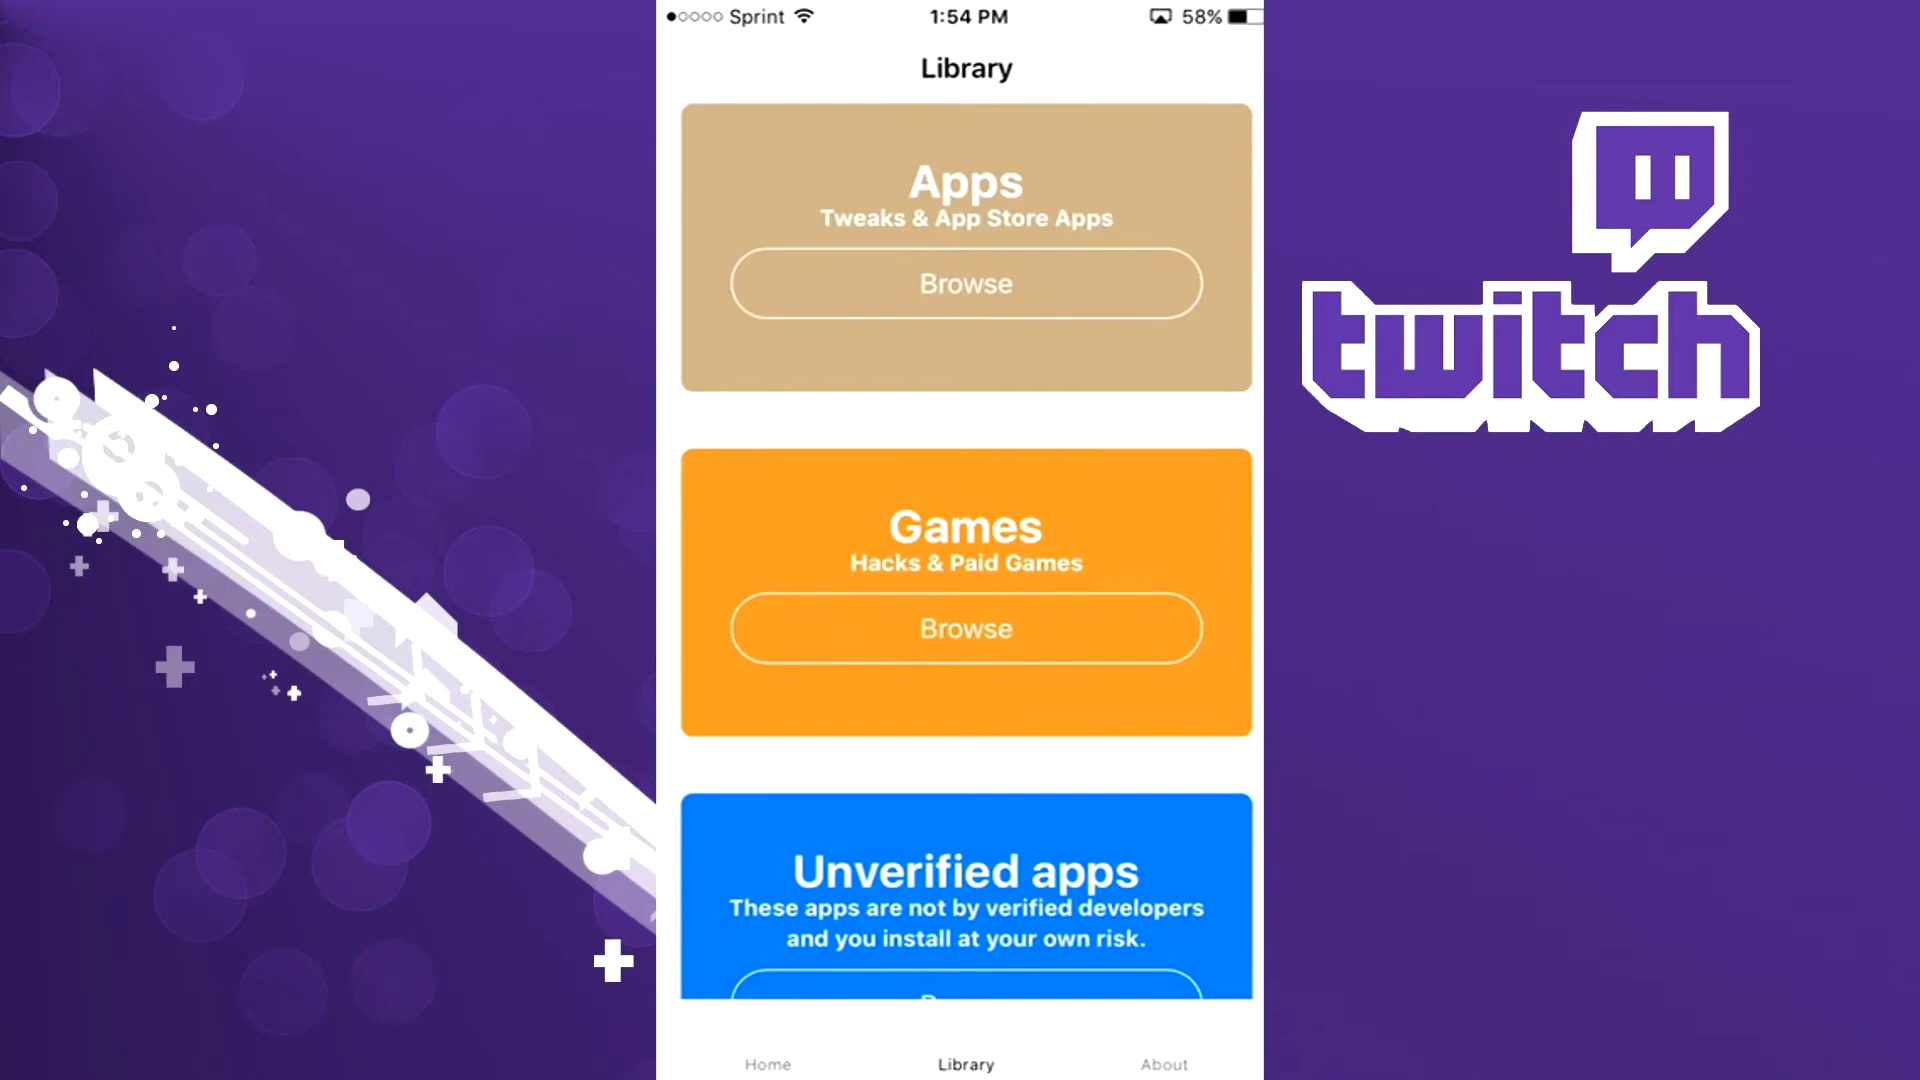 Sprint
1:54 PM
58%
Library
Apps
Tweaks & App Store Apps
Browse
Games
Hacks & Paid Games
Browse
Unverified apps
These apps are not by verified developers
and you install at your own risk.
Home
Library
About
twitch